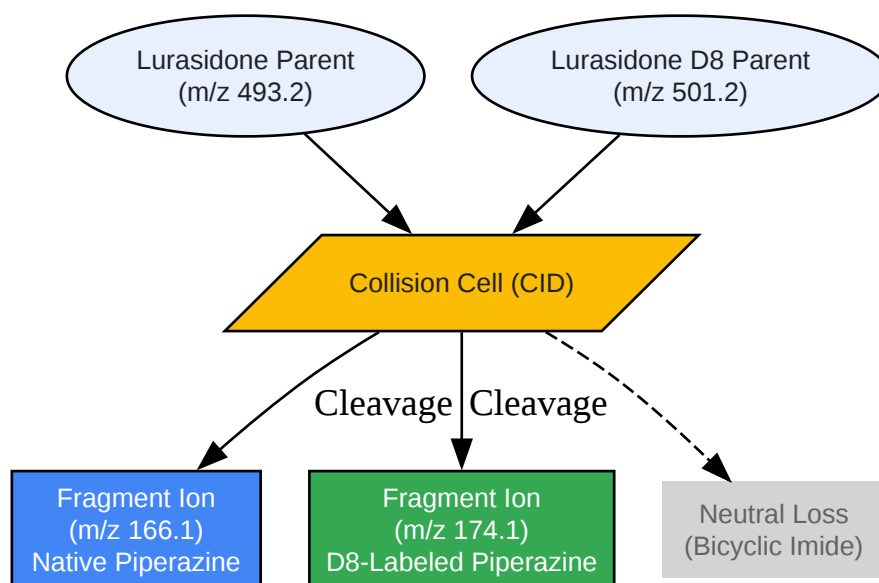 Lurasidone Parent
(m/z 493.2)
Lurasidone D8 Parent
(m/z 501.2)
Collision Cell (CID)
Cleavage
Cleavage
Fragment Ion
(m/z 166.1)
Native Piperazine
Fragment Ion
(m/z 174.1)
D8-Labeled Piperazine
Neutral Loss
(Bicyclic Imide)